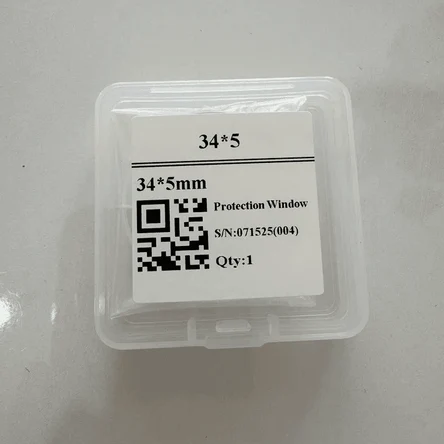 34*5
34*5mm
Protection Window
S/N:071525(004)
Qty:1